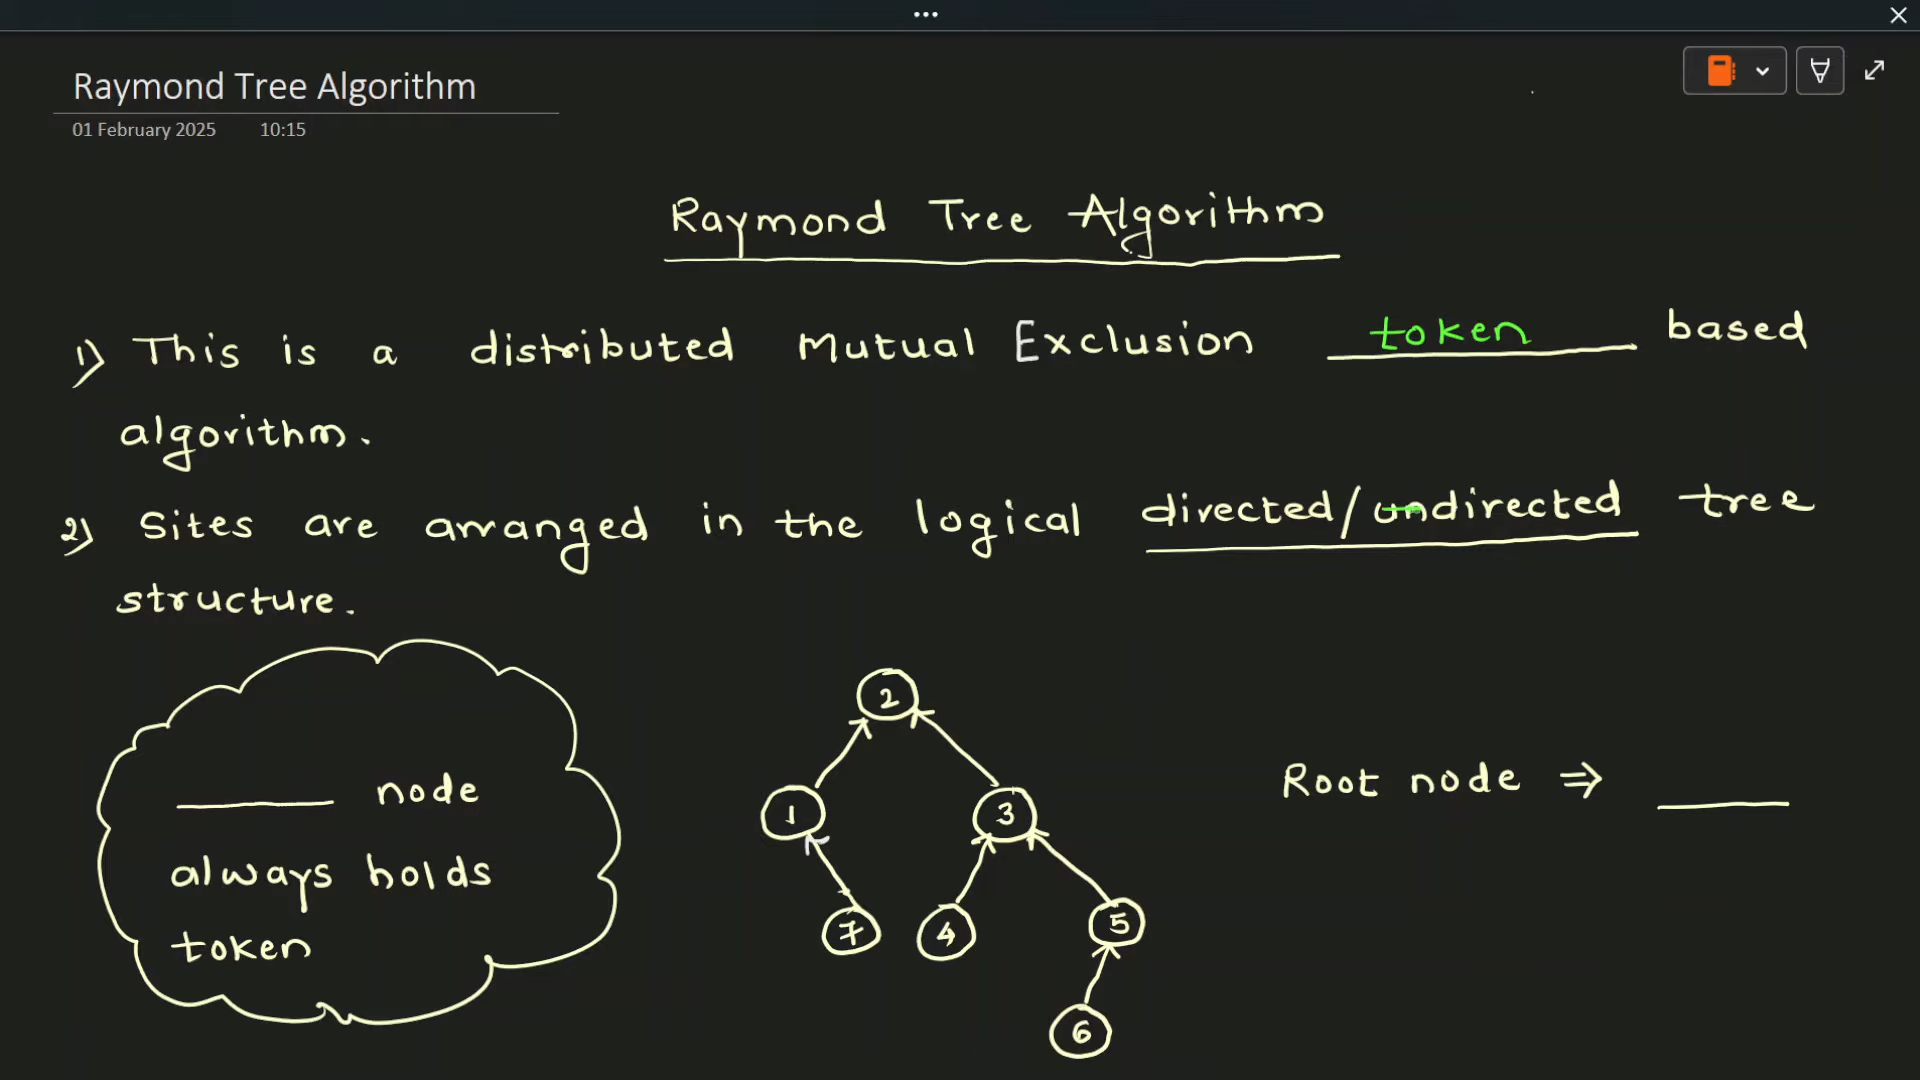 Raymond Tree Algorithm
01 February 2025 10:15
Raymond Tree Algorithm
1) This is a distributed Mutual Exclusion token based
algorithm.
2) Sites are arranged in the logical directed/undirected tree
structure.
2
1 3
7 4 5
6
____ node
always holds
token
Root node ⇒ ____